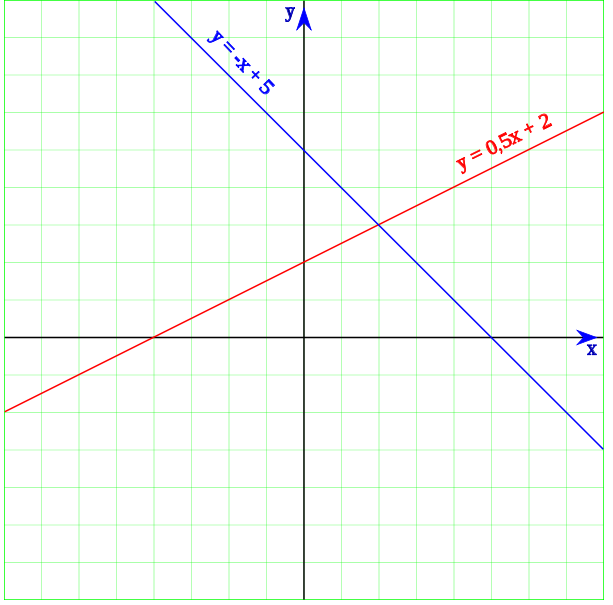 y
y = -x + 5
y = 0,5x + 2
x